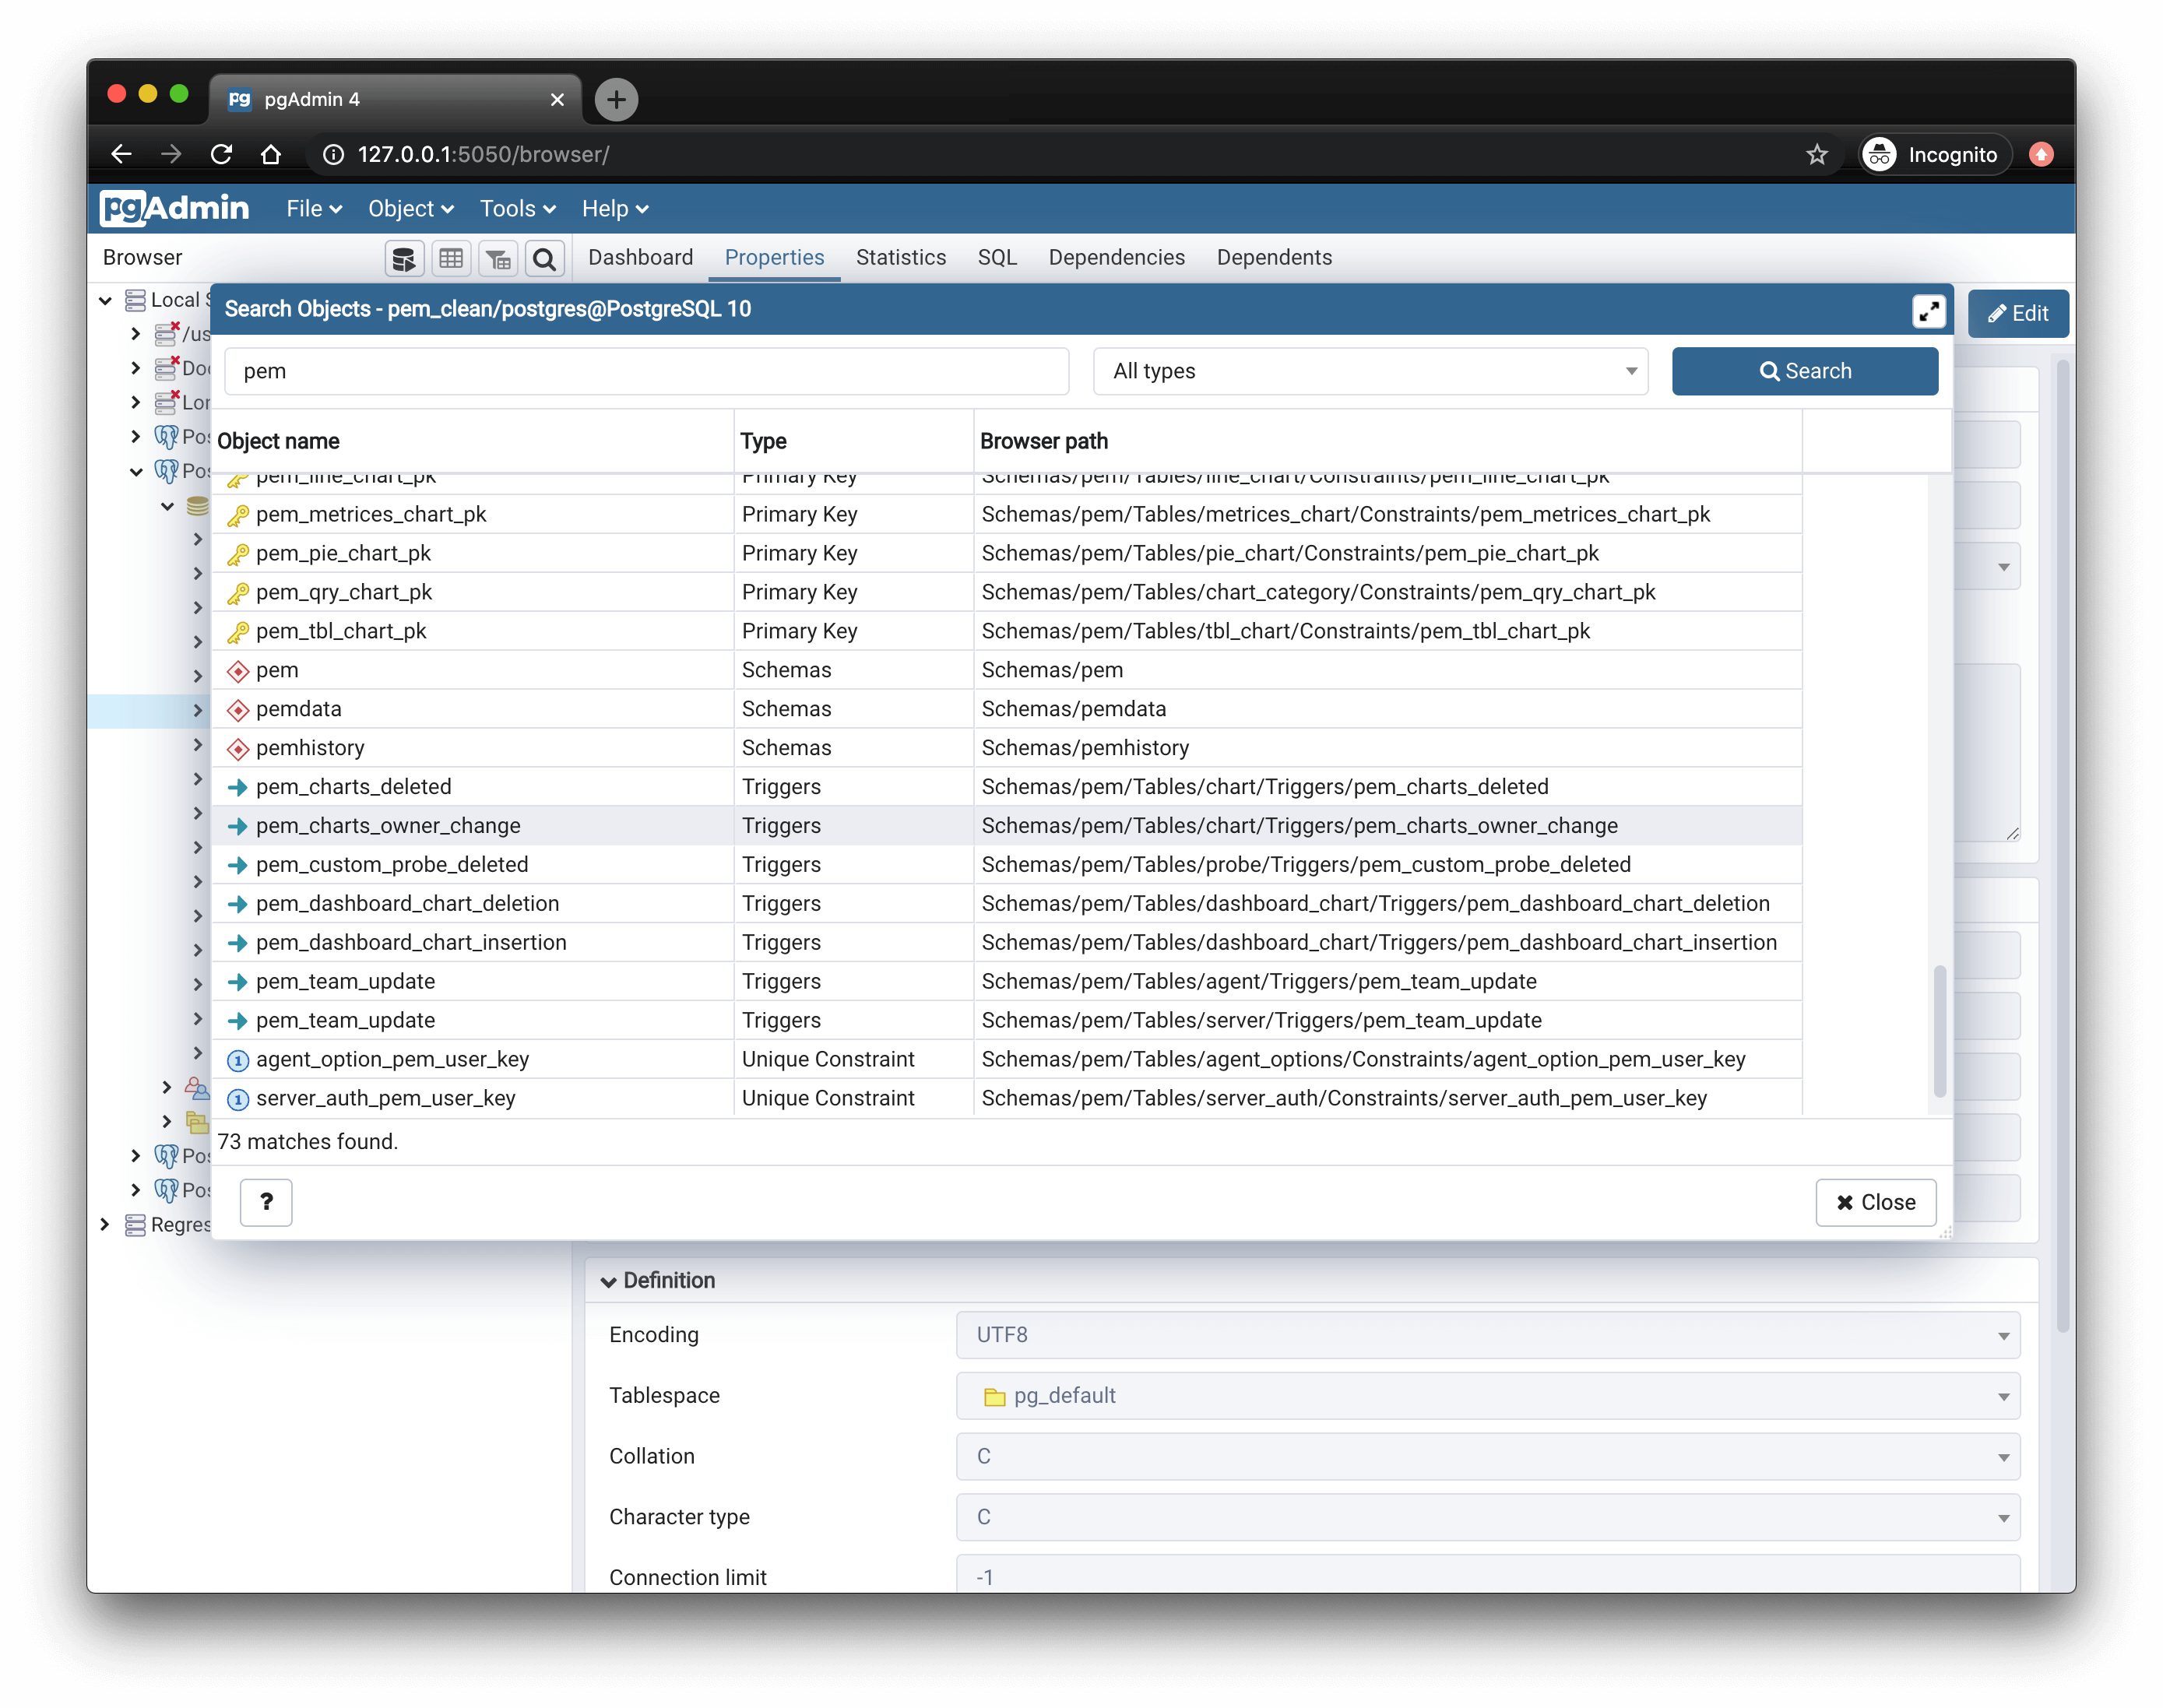 pgAdmin 4
127.0.0.1:5050/browser/
Incognito
pgAdmin File Object Tools Help
Browser Dashboard Properties Statistics SQL Dependencies Dependents
Local
Search Objects - pem_clean/postgres@PostgreSQL 10
Edit
pem All types Search
Object name Type Browser path
pem_line_chart_pk Primary Key Schemas/pem/Tables/line_chart/Constraints/pem_line_chart_pk
pem_metrices_chart_pk Primary Key Schemas/pem/Tables/metrices_chart/Constraints/pem_metrices_chart_pk
pem_pie_chart_pk Primary Key Schemas/pem/Tables/pie_chart/Constraints/pem_pie_chart_pk
pem_qry_chart_pk Primary Key Schemas/pem/Tables/chart_category/Constraints/pem_qry_chart_pk
pem_tbl_chart_pk Primary Key Schemas/pem/Tables/tbl_chart/Constraints/pem_tbl_chart_pk
pem Schemas Schemas/pem
pemdata Schemas Schemas/pemdata
pemhistory Schemas Schemas/pemhistory
pem_charts_deleted Triggers Schemas/pem/Tables/chart/Triggers/pem_charts_deleted
pem_charts_owner_change Triggers Schemas/pem/Tables/chart/Triggers/pem_charts_owner_change
pem_custom_probe_deleted Triggers Schemas/pem/Tables/probe/Triggers/pem_custom_probe_deleted
pem_dashboard_chart_deletion Triggers Schemas/pem/Tables/dashboard_chart/Triggers/pem_dashboard_chart_deletion
pem_dashboard_chart_insertion Triggers Schemas/pem/Tables/dashboard_chart/Triggers/pem_dashboard_chart_insertion
pem_team_update Triggers Schemas/pem/Tables/agent/Triggers/pem_team_update
pem_team_update Triggers Schemas/pem/Tables/server/Triggers/pem_team_update
agent_option_pem_user_key Unique Constraint Schemas/pem/Tables/agent_options/Constraints/agent_option_pem_user_key
server_auth_pem_user_key Unique Constraint Schemas/pem/Tables/server_auth/Constraints/server_auth_pem_user_key
73 matches found.
? Close
Regres
Definition
Encoding UTF8
Tablespace pg_default
Collation C
Character type C
Connection limit -1